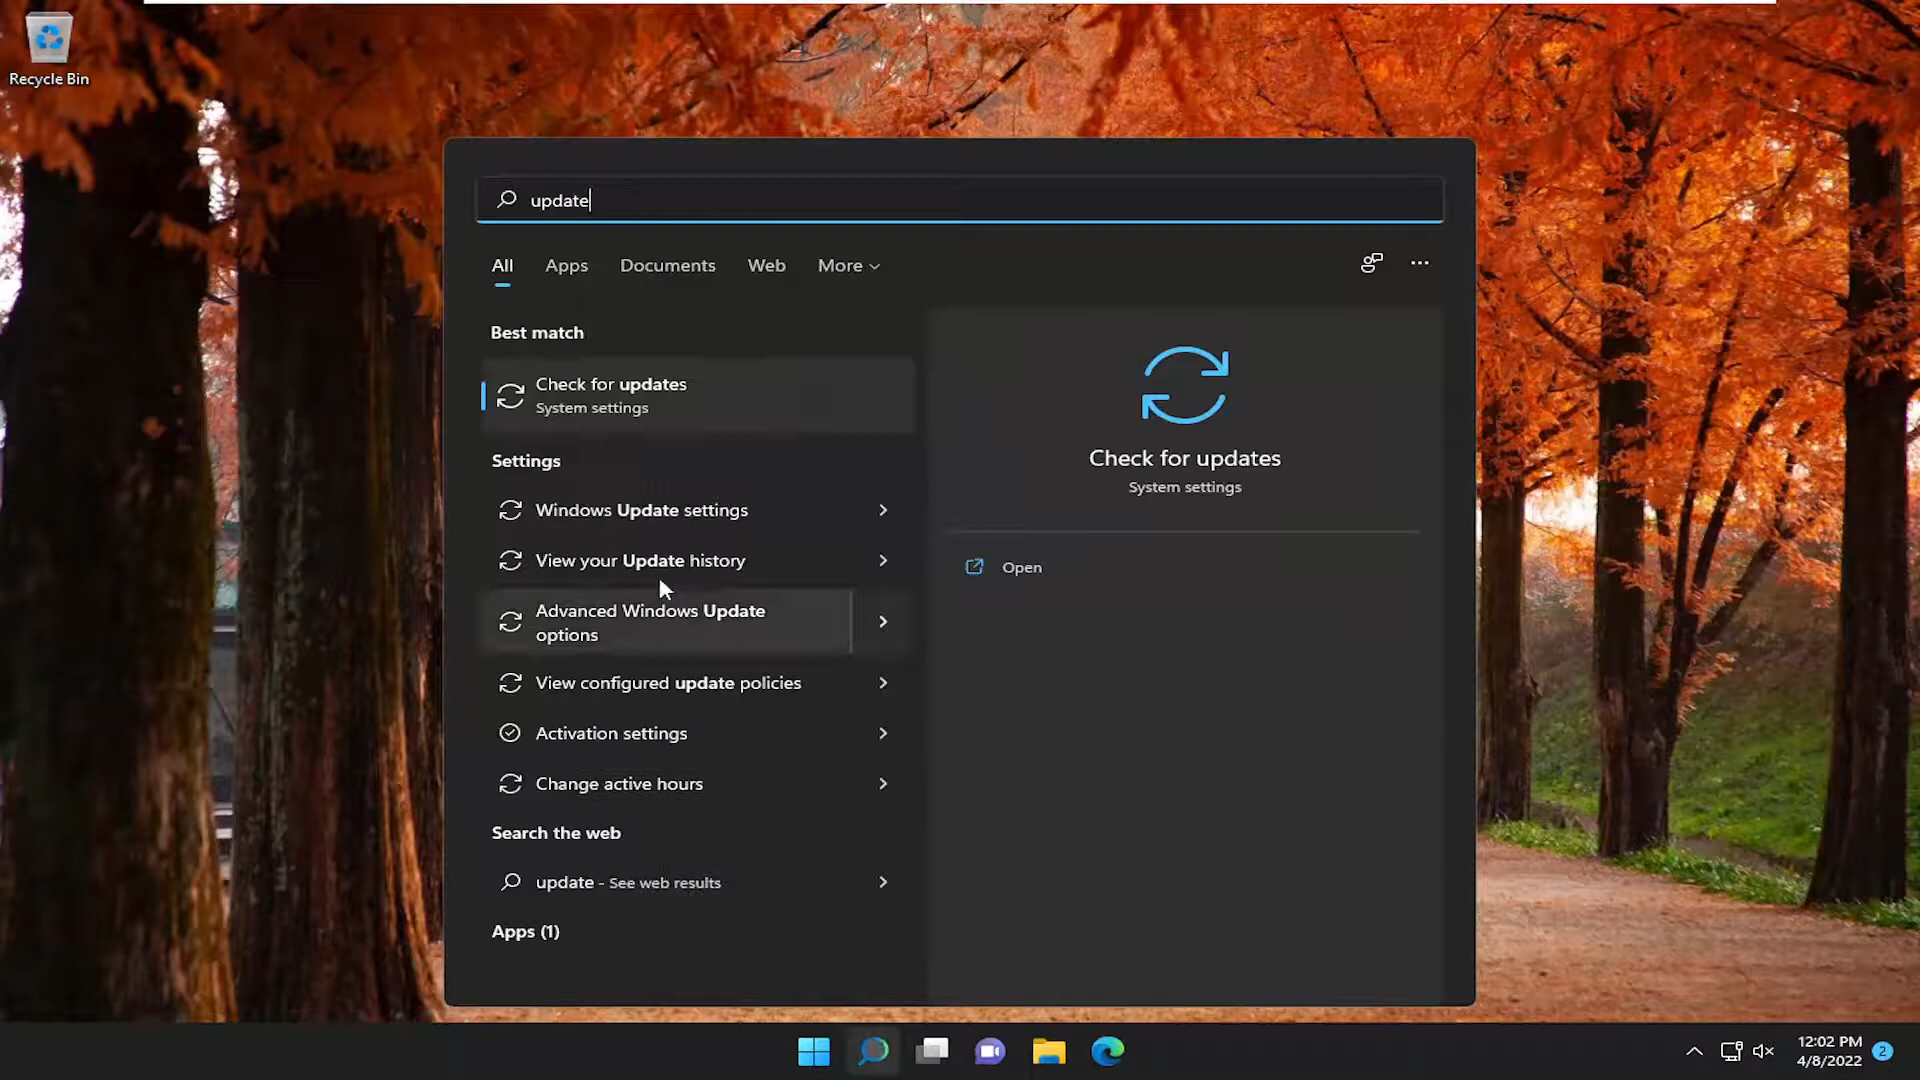 Recycle Bin
update
All Apps Documents Web More
Best match
Check for updates
System settings
Settings
Windows Update settings
View your Update history
Advanced Windows Update
options
View configured update policies
Activation settings
Change active hours
Search the web
update - See web results
Apps (1)
Check for updates
System settings
Open
12:02 PM
4/8/2022
2